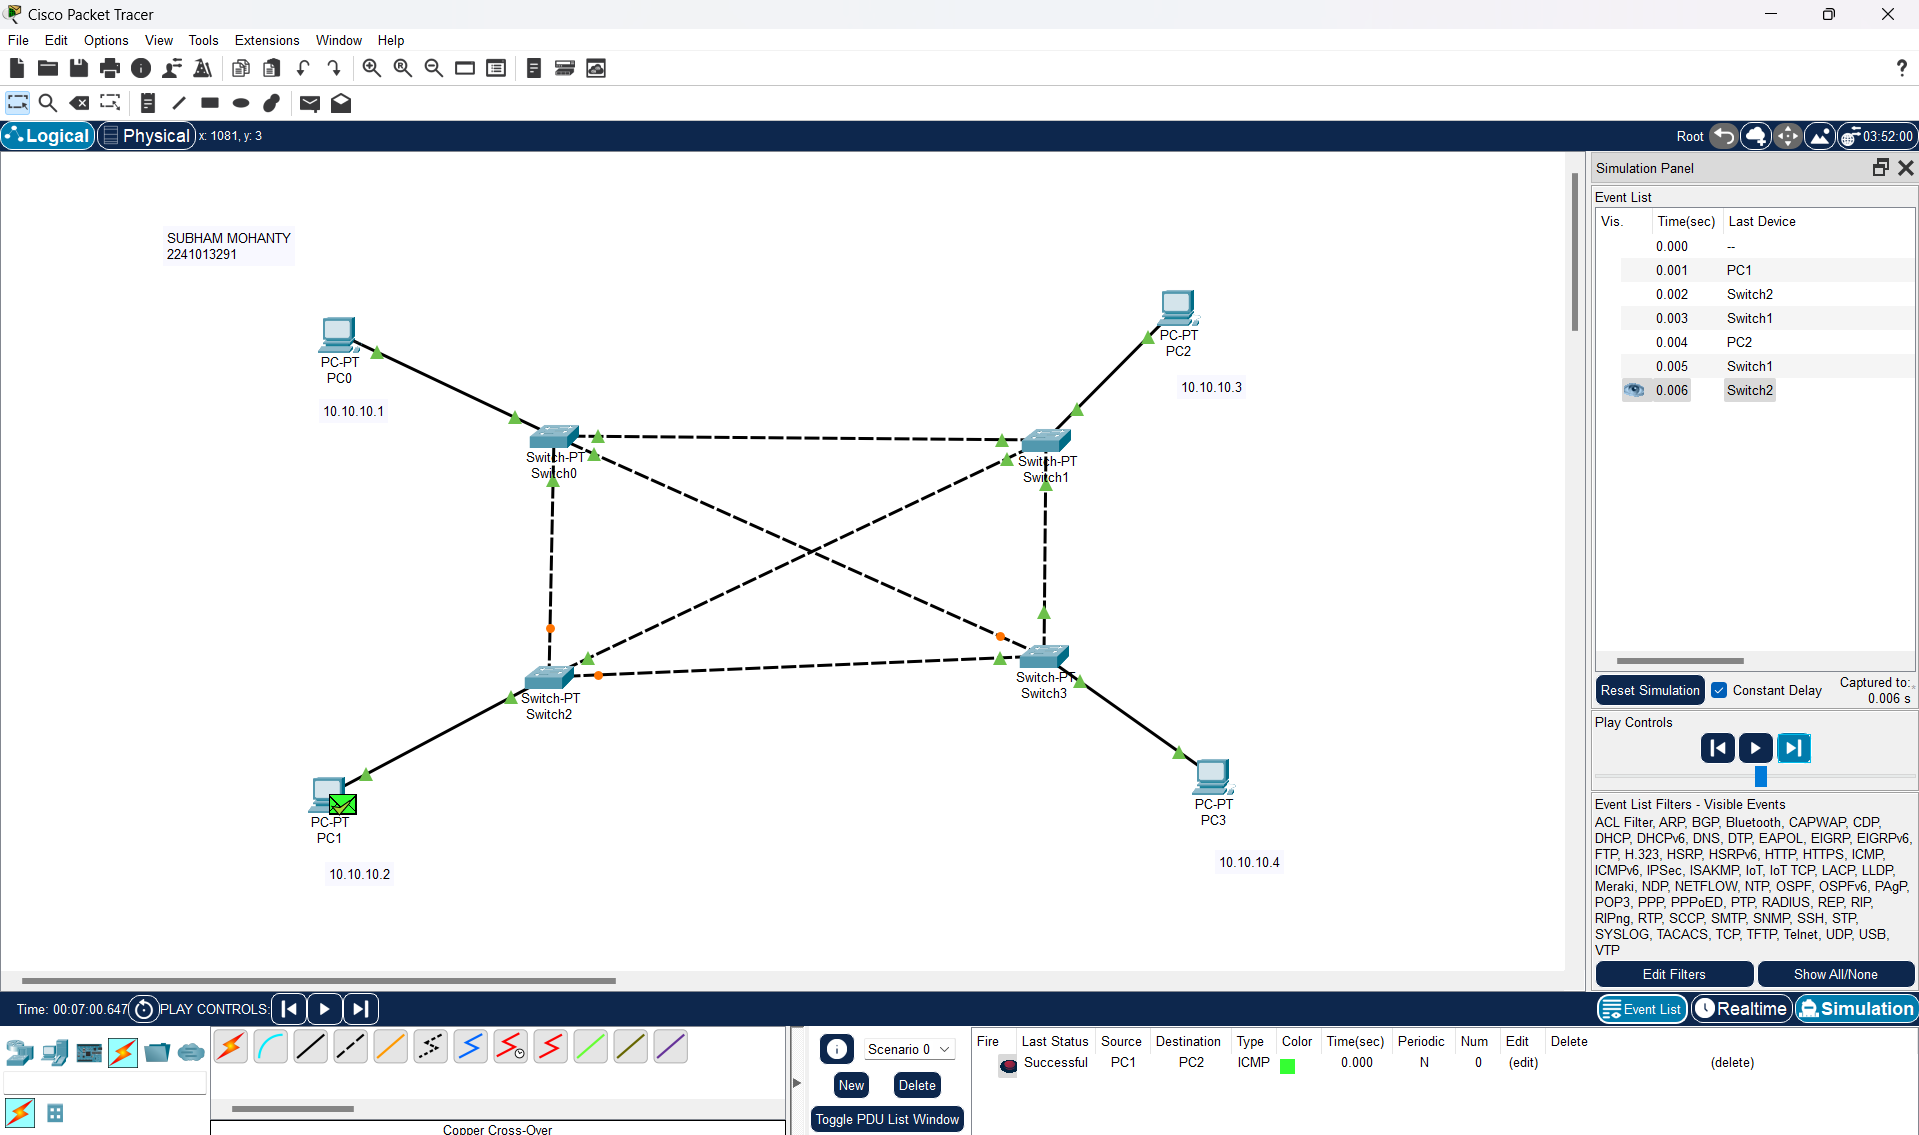 Cisco Packet Tracer
File Edit Options View Tools Extensions Window Help
Logical Physical x: 1081, y: 3 Root 03:52:00
SUBHAM MOHANTY
2241013291
PC-PT
PC0
10.10.10.1
PC-PT
PC2
10.10.10.3
Switch-PT
Switch0
Switch-PT
Switch1
Switch-PT
Switch2
Switch-PT
Switch3
PC-PT
PC1
10.10.10.2
PC-PT
PC3
10.10.10.4
Simulation Panel
Event List
Vis. Time(sec) Last Device
0.000 --
0.001 PC1
0.002 Switch2
0.003 Switch1
0.004 PC2
0.005 Switch1
0.006 Switch2
Reset Simulation Constant Delay Captured to:
0.006 s
Play Controls
Event List Filters - Visible Events
ACL Filter, ARP, BGP, Bluetooth, CAPWAP, CDP,
DHCP, DHCPv6, DNS, DTP, EAPOL, EIGRP, EIGRPv6,
FTP, H.323, HSRP, HSRPv6, HTTP, HTTPS, ICMP,
ICMPv6, IPSec, ISAKMP, IoT, IoT TCP, LACP, LLDP,
Meraki, NDP, NETFLOW, NTP, OSPF, OSPFv6, PAgP,
POP3, PPP, PPPoED, PTP, RADIUS, REP, RIP,
RIPng, RTP, SCCP, SMTP, SNMP, SSH, STP,
SYSLOG, TACACS, TCP, TFTP, Telnet, UDP, USB,
VTP
Edit Filters Show All/None
Time: 00:07:00.647 PLAY CONTROLS: Event List Realtime Simulation
Scenario 0
New Delete
Toggle PDU List Window
Fire Last Status Source Destination Type Color Time(sec) Periodic Num Edit Delete
Successful PC1 PC2 ICMP 0.000 N 0 (edit) (delete)
Copper Cross-Over